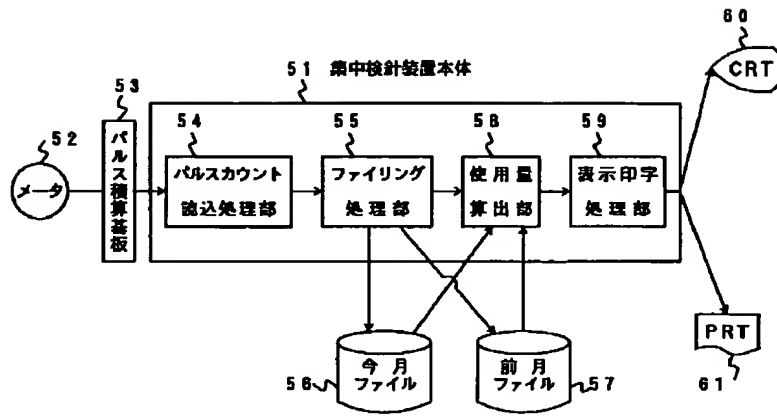 60
CRT
51 集中検針装置本体
53
パルス積算基板
52
メータ
54
パルスカウント
読込処理部
55
ファイリング
処理部
58
使用量
算出部
59
表示印字
処理部
今月
ファイル
56
前月
ファイル
57
PRT
61